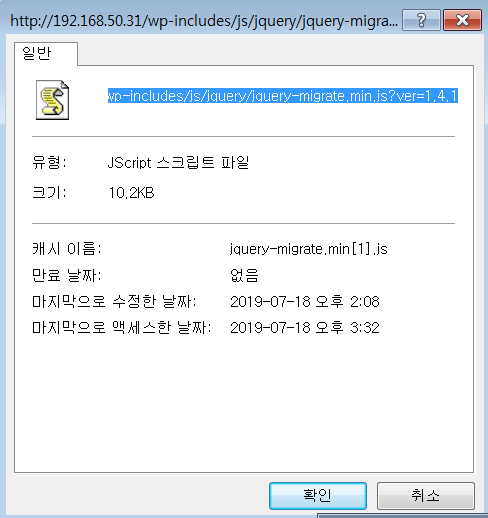 http://192.168.50.31/wp-includes/js/jquery/jquery-migra...
일반
wp-includes/js/jquery/jquery-migrate.min.js?ver=1.4.1
유형: JScript 스크립트 파일
크기: 10.2KB
캐시 이름: jquery-migrate.min[1].js
만료 날짜: 없음
마지막으로 수정한 날짜: 2019-07-18 오후 2:08
마지막으로 액세스한 날짜: 2019-07-18 오후 3:32
확인 취소